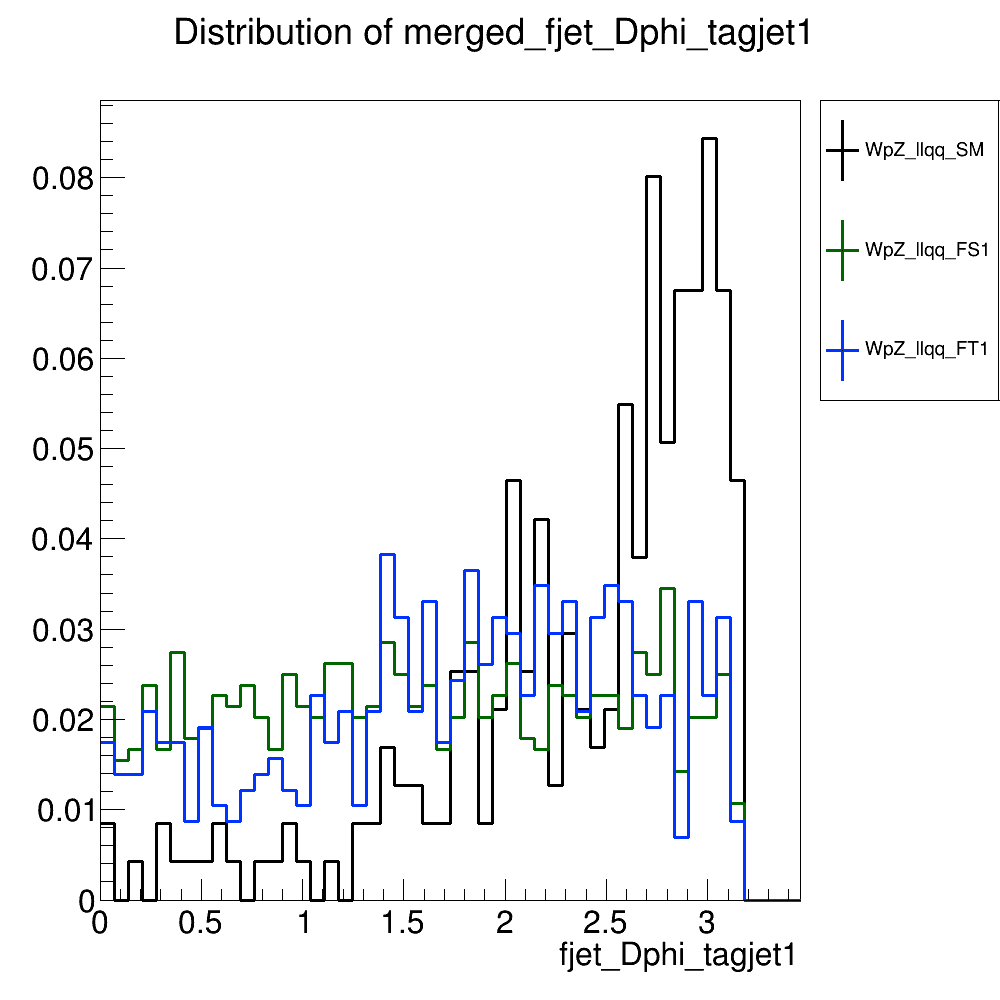 Distribution of merged_fjet_Dphi_tagjet1
0.08
0.07
0.06
0.05
0.04
0.03
0.02
0.01
0
0 0.5 1 1.5 2 2.5 3
fjet_Dphi_tagjet1
WpZ_llqq_SM
WpZ_llqq_FS1
WpZ_llqq_FT1